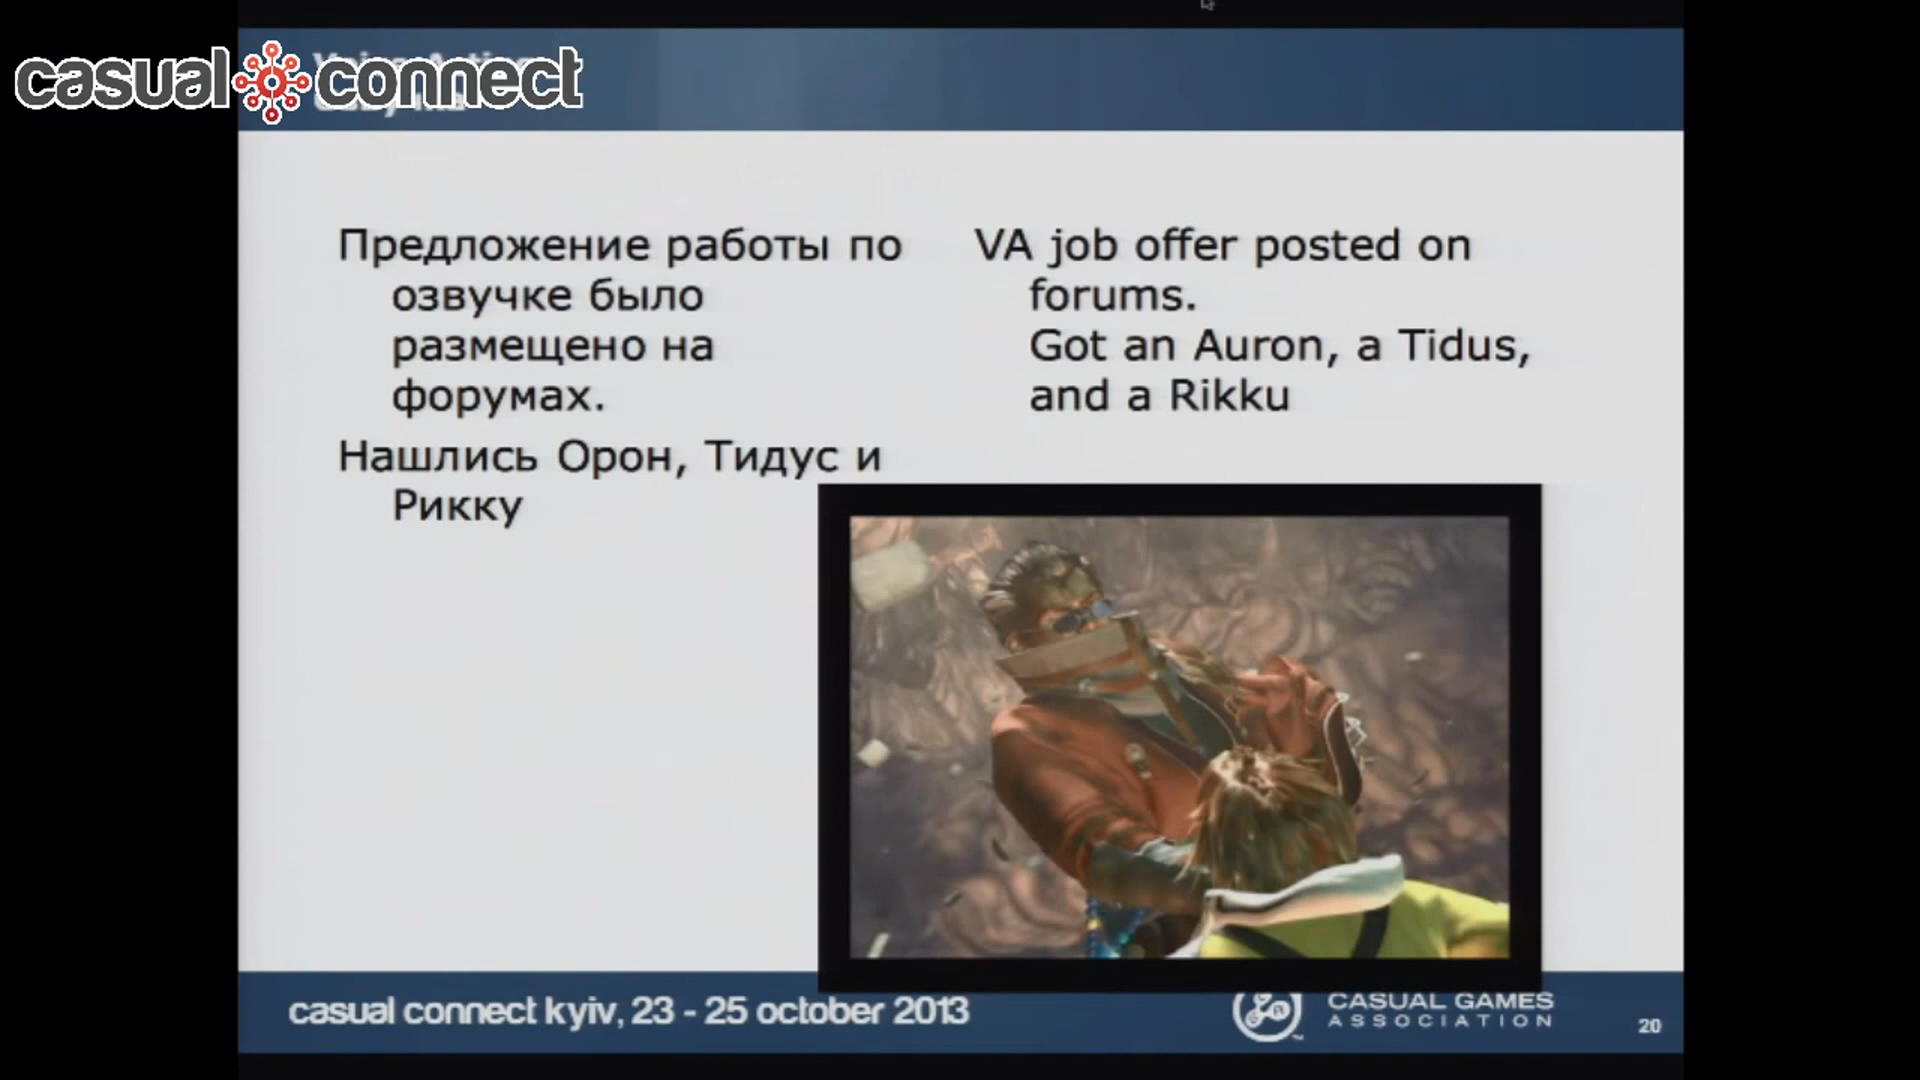 casual connect
Предложение работы по
озвучке было
размещено на
форумах.
Нашлись Орон, Тидус и
Рикку
VA job offer posted on
forums.
Got an Auron, a Tidus,
and a Rikku
casual connect kyiv, 23 - 25 october 2013
CASUAL GAMES
ASSOCIATION
20